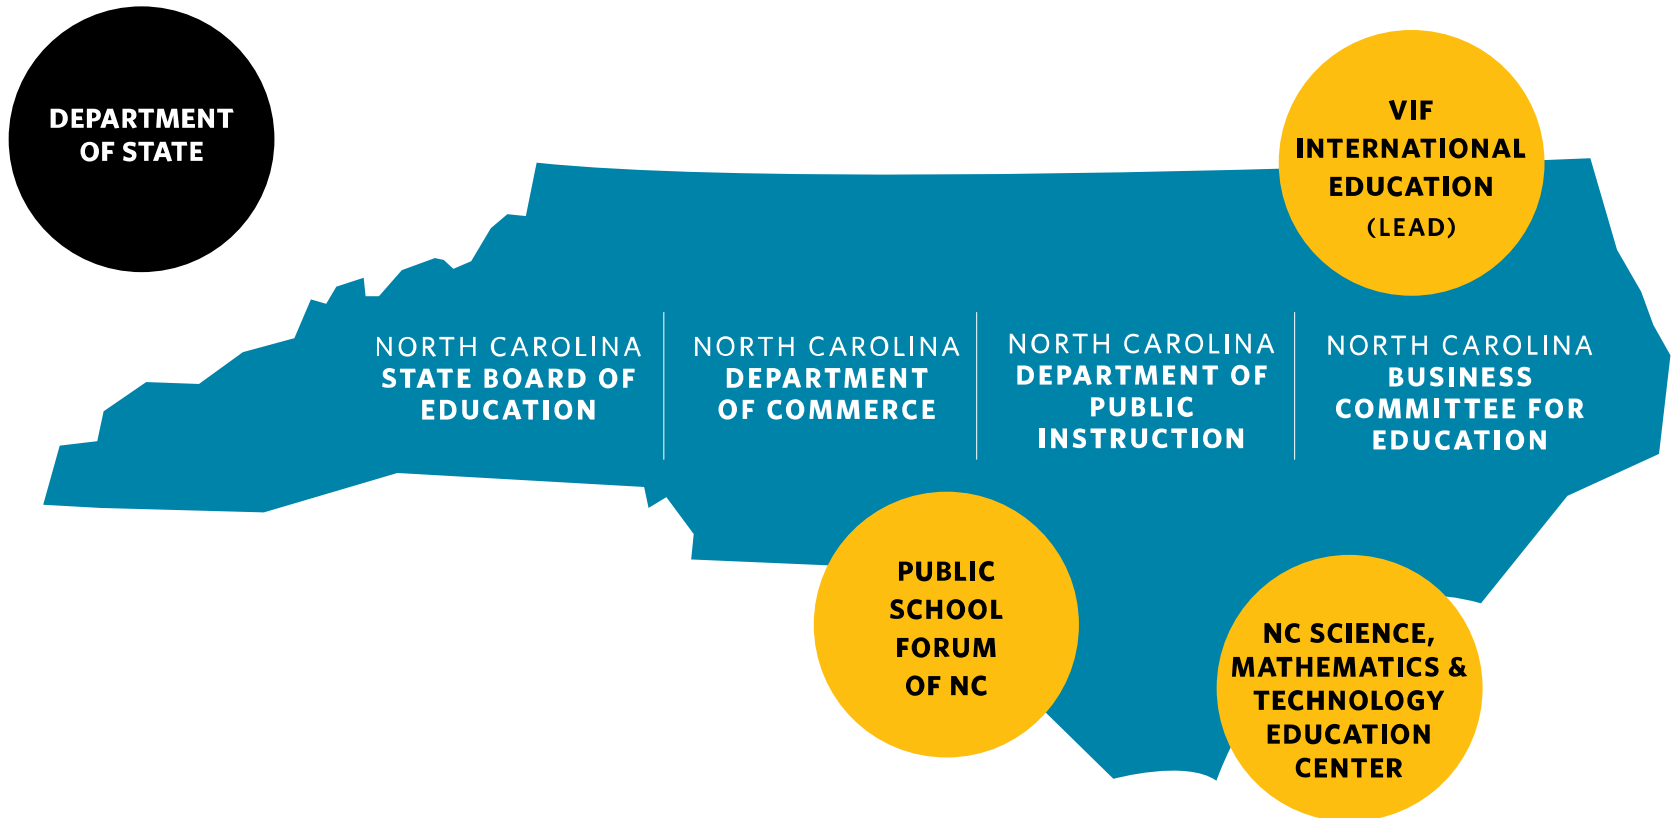 DEPARTMENT
OF STATE
VIF
INTERNATIONAL
EDUCATION
(LEAD)
NORTH CAROLINA
STATE BOARD OF
EDUCATION
NORTH CAROLINA
DEPARTMENT
OF COMMERCE
NORTH CAROLINA
DEPARTMENT OF
PUBLIC
INSTRUCTION
NORTH CAROLINA
BUSINESS
COMMITTEE FOR
EDUCATION
PUBLIC
SCHOOL
FORUM
OF NC
NC SCIENCE,
MATHEMATICS &
TECHNOLOGY
EDUCATION
CENTER